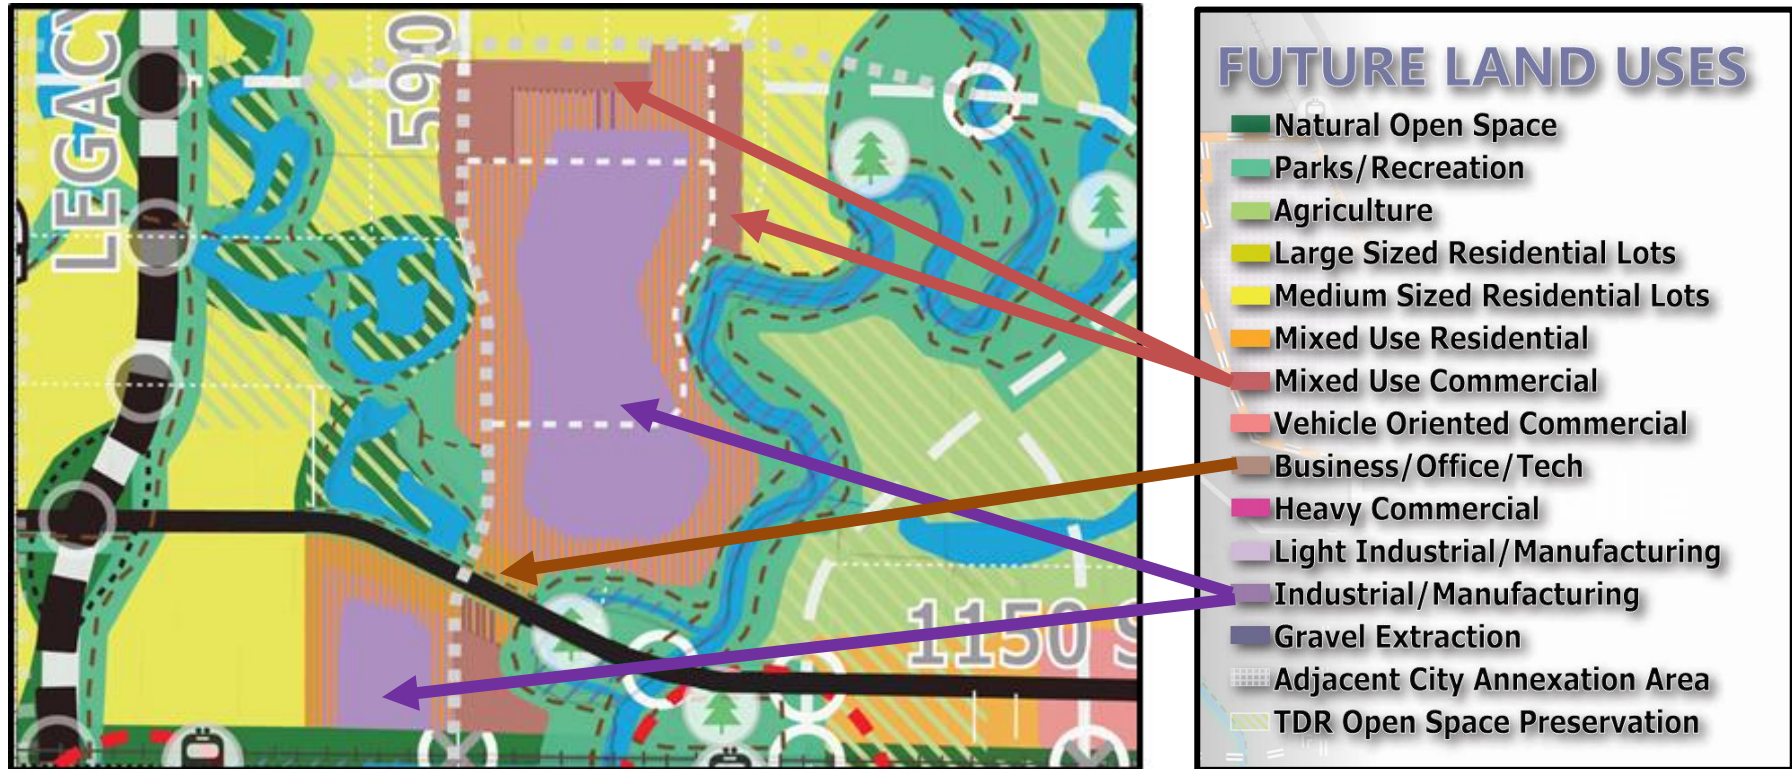 LEGACY
590
1150 S
FUTURE LAND USES
Natural Open Space
Parks/Recreation
Agriculture
Large Sized Residential Lots
Medium Sized Residential Lots
Mixed Use Residential
Mixed Use Commercial
Vehicle Oriented Commercial
Business/Office/Tech
Heavy Commercial
Light Industrial/Manufacturing
Industrial/Manufacturing
Gravel Extraction
Adjacent City Annexation Area
TDR Open Space Preservation